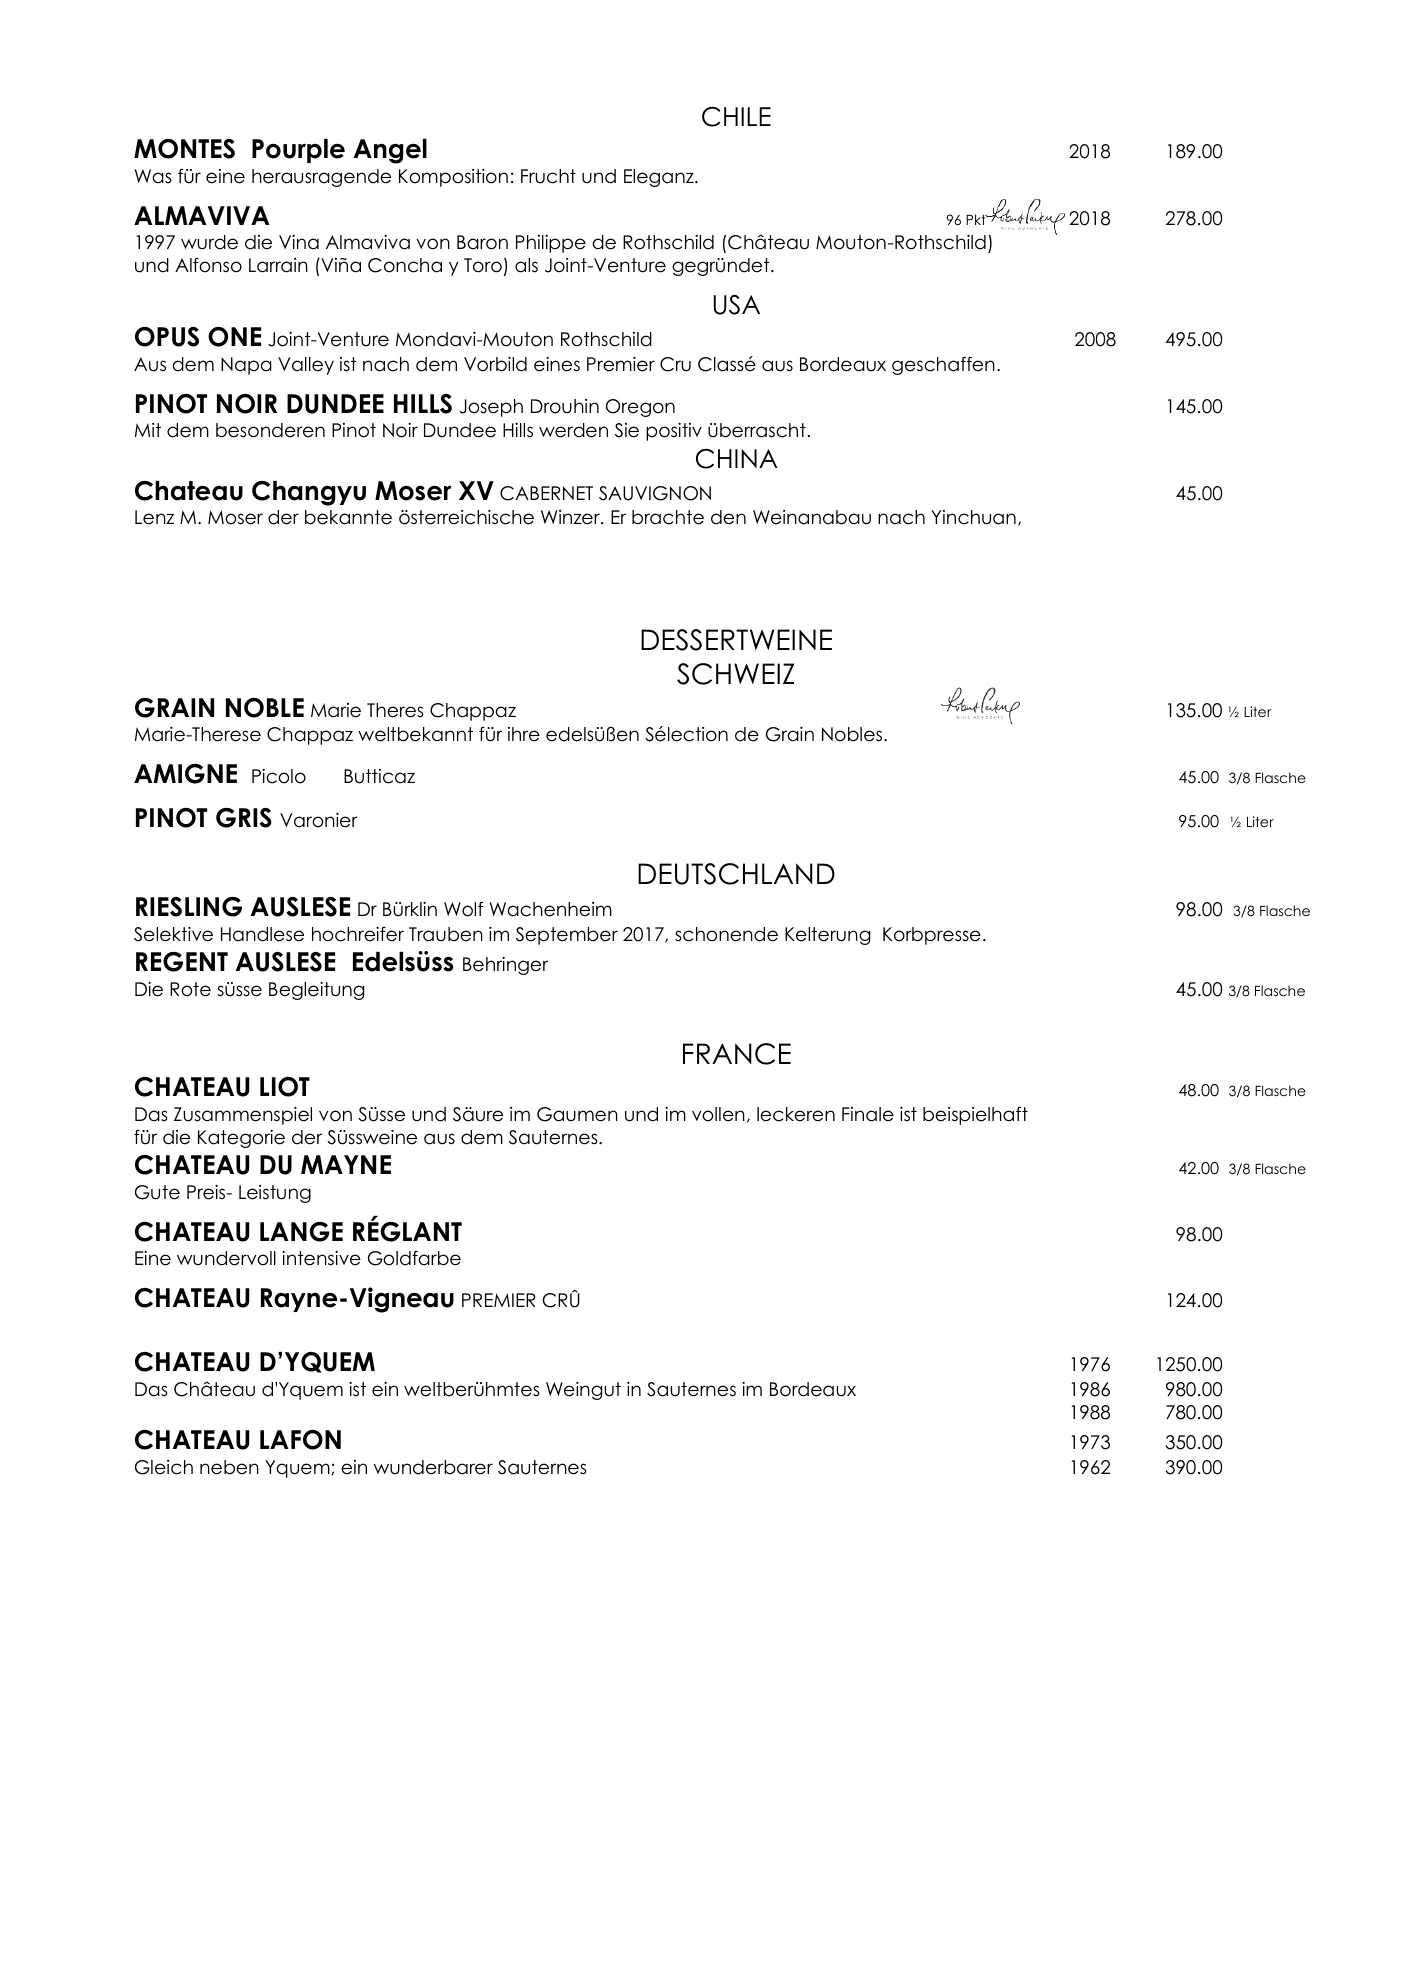 CHILE
MONTES Pourple Angel 2018 189.00
Was für eine herausragende Komposition: Frucht und Eleganz.
ALMAVIVA 96 Pkt Robert Parker WINE ADVOCATE 2018 278.00
1997 wurde die Vina Almaviva von Baron Philippe de Rothschild (Château Mouton-Rothschild)
und Alfonso Larrain (Viña Concha y Toro) als Joint-Venture gegründet.
USA
OPUS ONE Joint-Venture Mondavi-Mouton Rothschild 2008 495.00
Aus dem Napa Valley ist nach dem Vorbild eines Premier Cru Classé aus Bordeaux geschaffen.
PINOT NOIR DUNDEE HILLS Joseph Drouhin Oregon 145.00
Mit dem besonderen Pinot Noir Dundee Hills werden Sie positiv überrascht.
CHINA
Chateau Changyu Moser XV CABERNET SAUVIGNON 45.00
Lenz M. Moser der bekannte österreichische Winzer. Er brachte den Weinanabau nach Yinchuan,
DESSERTWEINE
SCHWEIZ
GRAIN NOBLE Marie Theres Chappaz Robert Parker WINE ADVOCATE 135.00 ½ Liter
Marie-Therese Chappaz weltbekannt für ihre edelsüßen Sélection de Grain Nobles.
AMIGNE Picolo Butticaz 45.00 3/8 Flasche
PINOT GRIS Varonier 95.00 ½ Liter
DEUTSCHLAND
RIESLING AUSLESE Dr Bürklin Wolf Wachenheim 98.00 3/8 Flasche
Selektive Handlese hochreifer Trauben im September 2017, schonende Kelterung Korbpresse.
REGENT AUSLESE Edelsüss Behringer
Die Rote süsse Begleitung 45.00 3/8 Flasche
FRANCE
CHATEAU LIOT 48.00 3/8 Flasche
Das Zusammenspiel von Süsse und Säure im Gaumen und im vollen, leckeren Finale ist beispielhaft
für die Kategorie der Süssweine aus dem Sauternes.
CHATEAU DU MAYNE 42.00 3/8 Flasche
Gute Preis- Leistung
CHATEAU LANGE RÉGLANT 98.00
Eine wundervoll intensive Goldfarbe
CHATEAU Rayne-Vigneau PREMIER CRÛ 124.00
CHATEAU D’YQUEM 1976 1250.00
Das Château d'Yquem ist ein weltberühmtes Weingut in Sauternes im Bordeaux 1986 980.00
1988 780.00
CHATEAU LAFON 1973 350.00
Gleich neben Yquem; ein wunderbarer Sauternes 1962 390.00